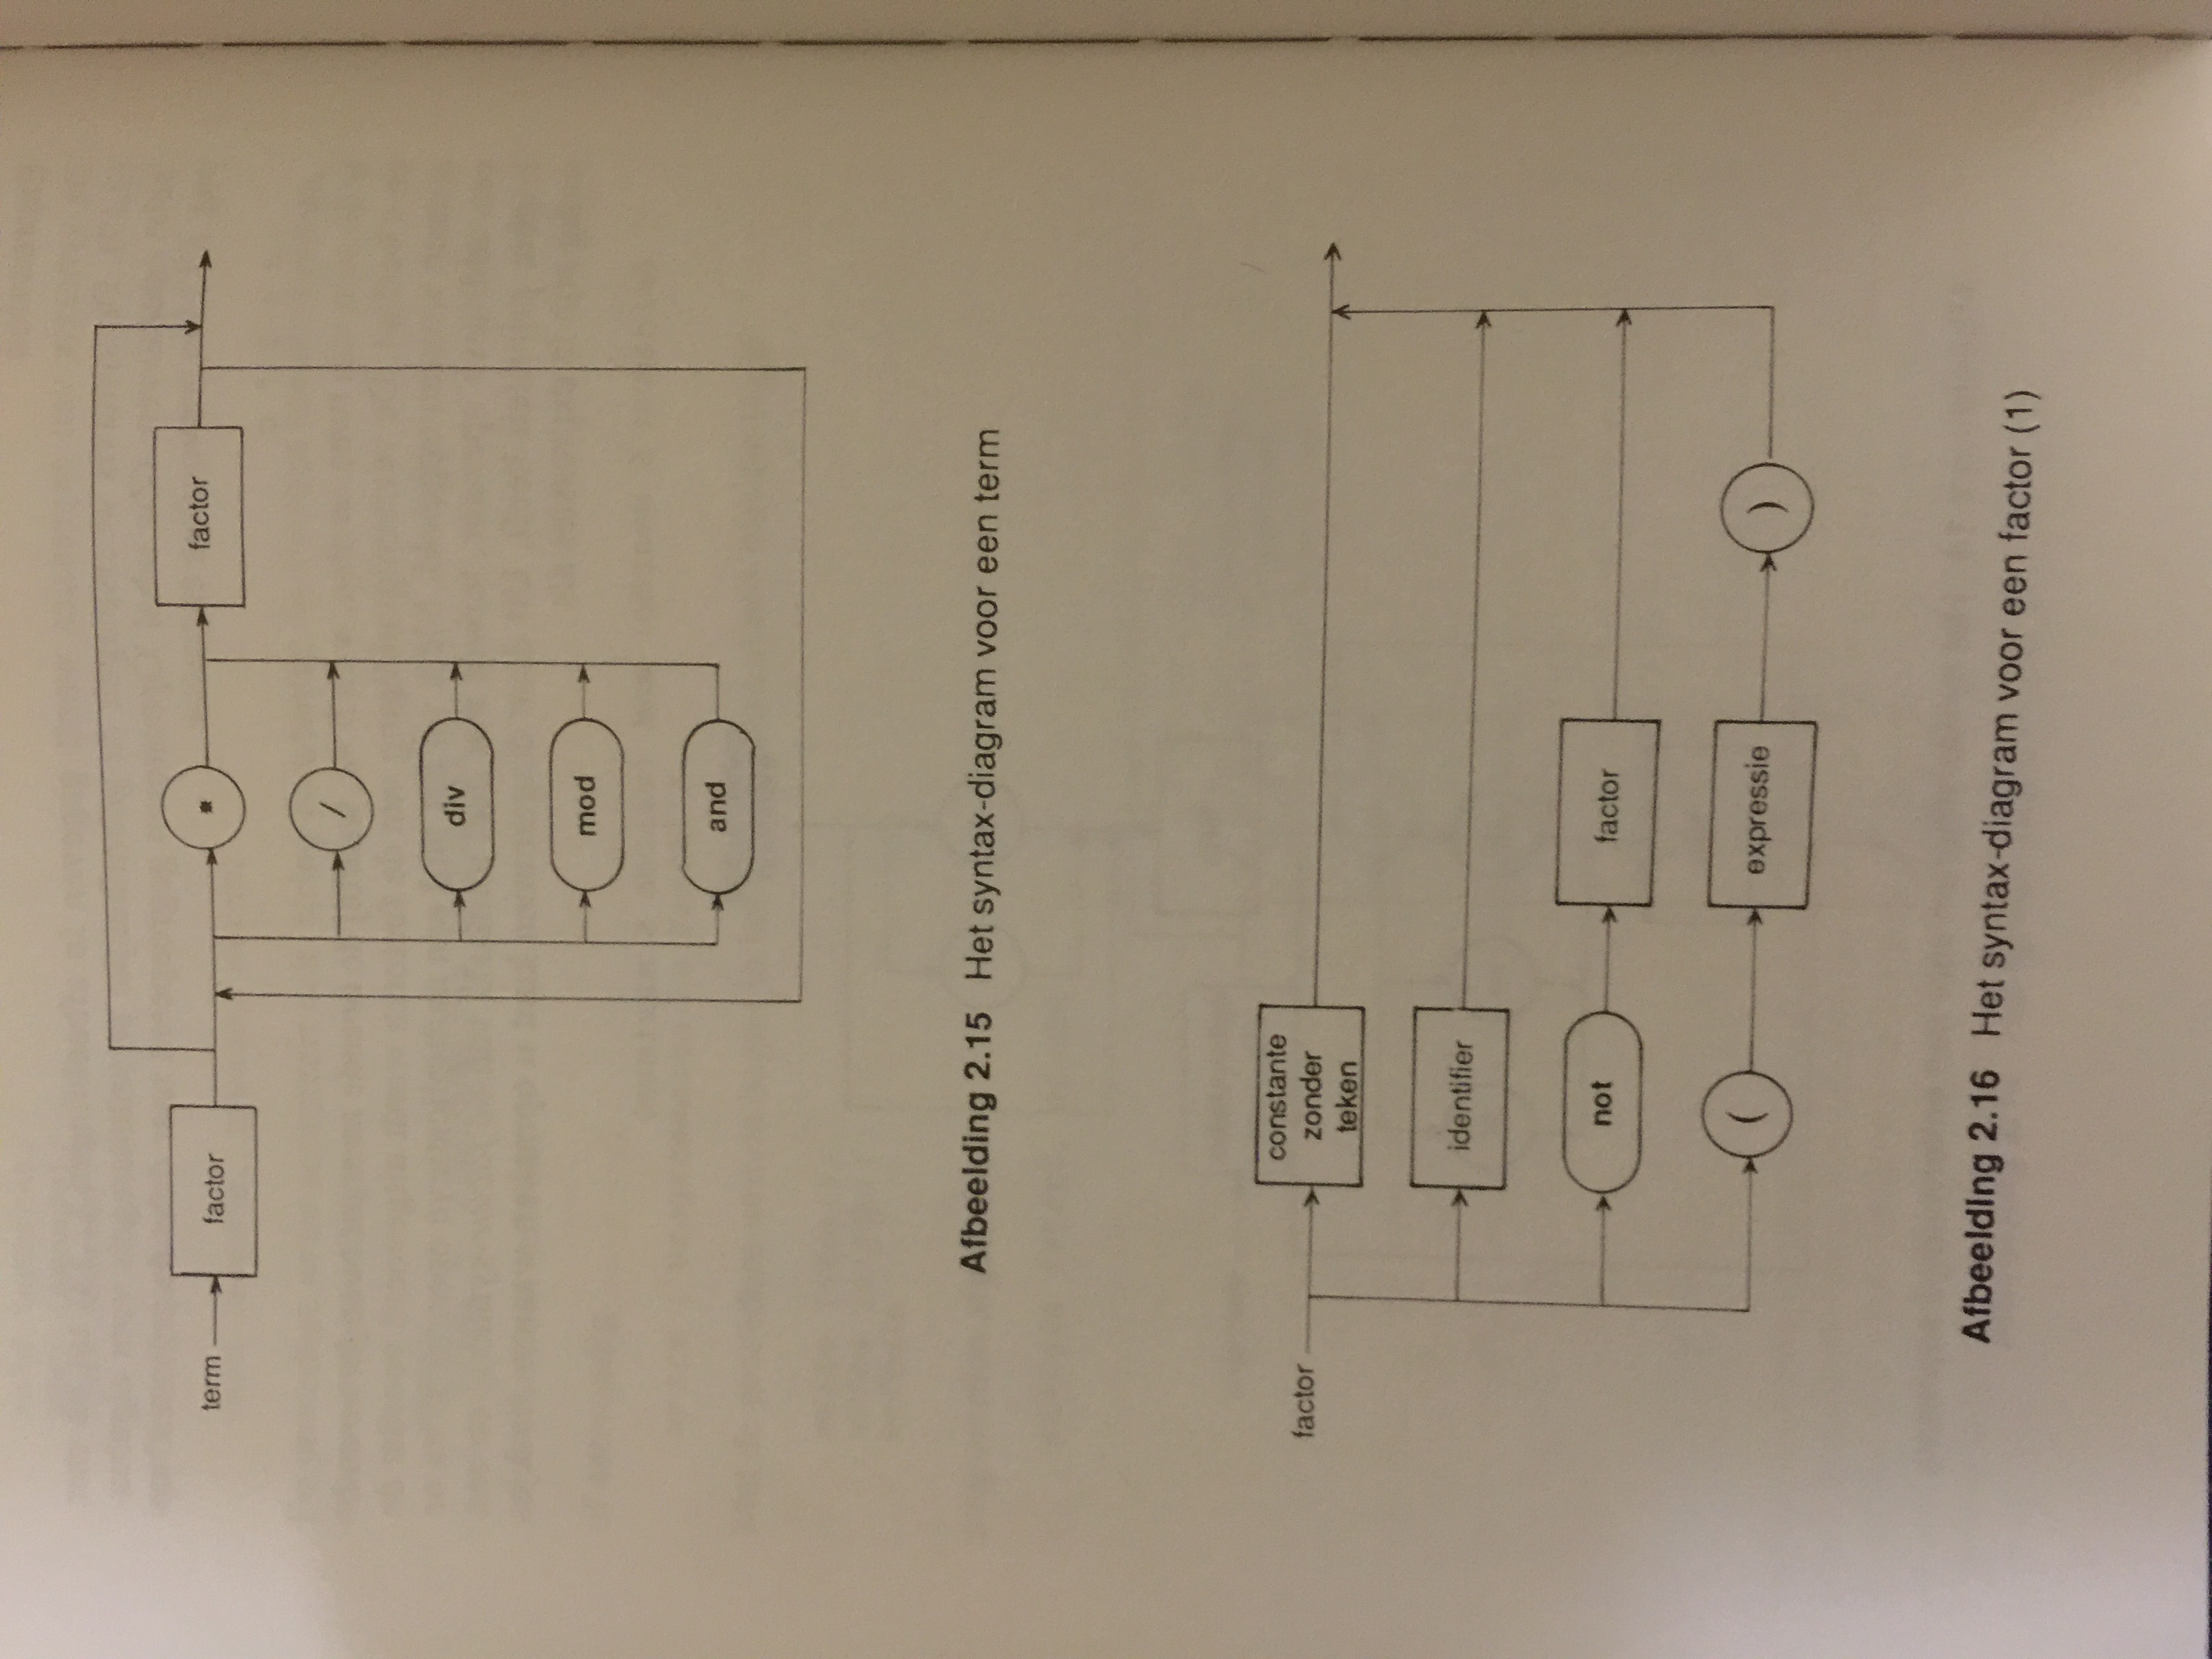 term
factor
*
factor
/
div
mod
and
Afbeelding 2.15 Het syntax-diagram voor een term
factor
constante
zonder
teken
identifier
not
factor
(
expressie
)
Afbeelding 2.16 Het syntax-diagram voor een factor (1)